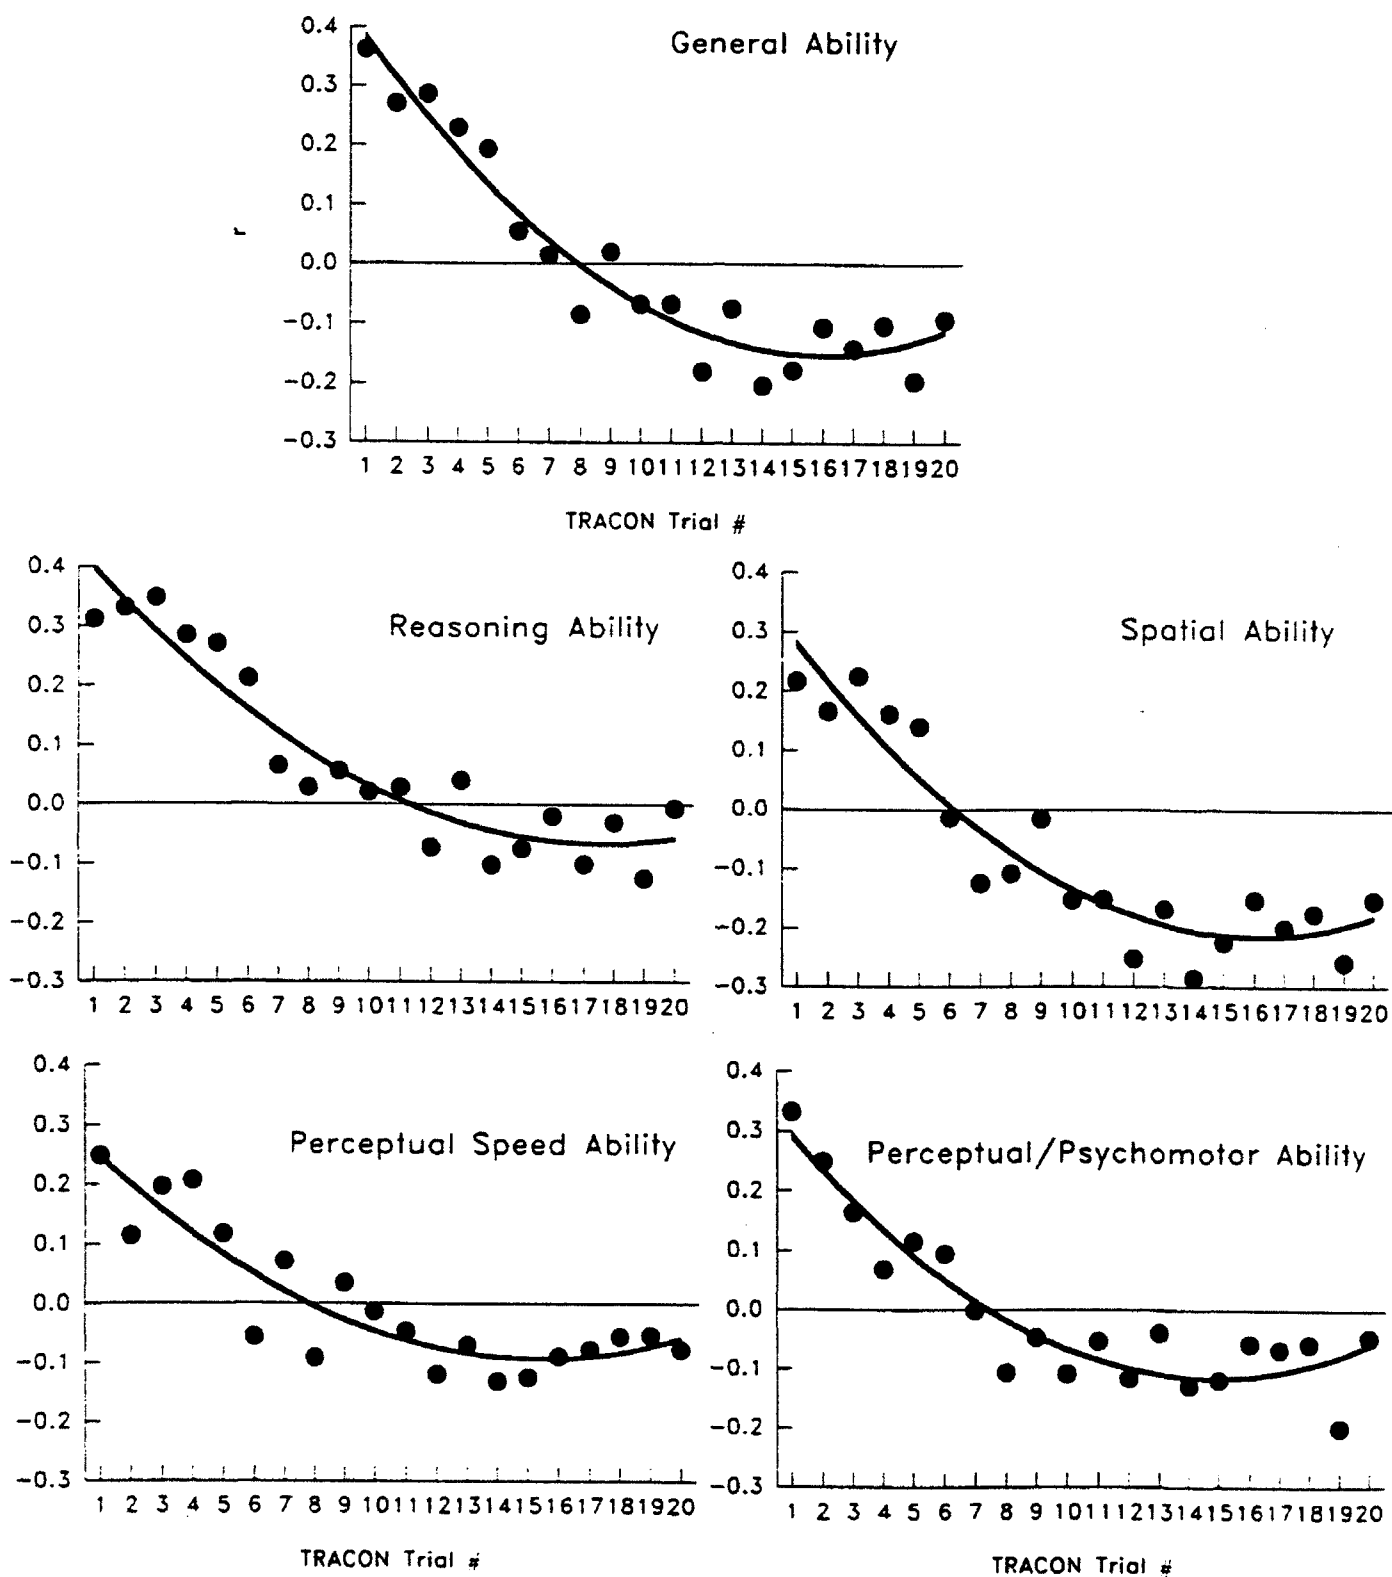 General Ability
0.4
0.3
0.2
0.1
0.0
-0.1
-0.2
-0.3
r
1 2 3 4 5 6 7 8 9 10 11 12 13 14 15 16 17 18 19 20
TRACON Trial #
Reasoning Ability
0.4
0.3
0.2
0.1
0.0
-0.1
-0.2
-0.3
1 2 3 4 5 6 7 8 9 10 11 12 13 14 15 16 17 18 19 20
Spatial Ability
0.4
0.3
0.2
0.1
0.0
-0.1
-0.2
-0.3
1 2 3 4 5 6 7 8 9 10 11 12 13 14 15 16 17 18 19 20
Perceptual Speed Ability
0.4
0.3
0.2
0.1
0.0
-0.1
-0.2
-0.3
1 2 3 4 5 6 7 8 9 10 11 12 13 14 15 16 17 18 19 20
TRACON Trial #
Perceptual/Psychomotor Ability
0.4
0.3
0.2
0.1
0.0
-0.1
-0.2
-0.3
1 2 3 4 5 6 7 8 9 10 11 12 13 14 15 16 17 18 19 20
TRACON Trial #